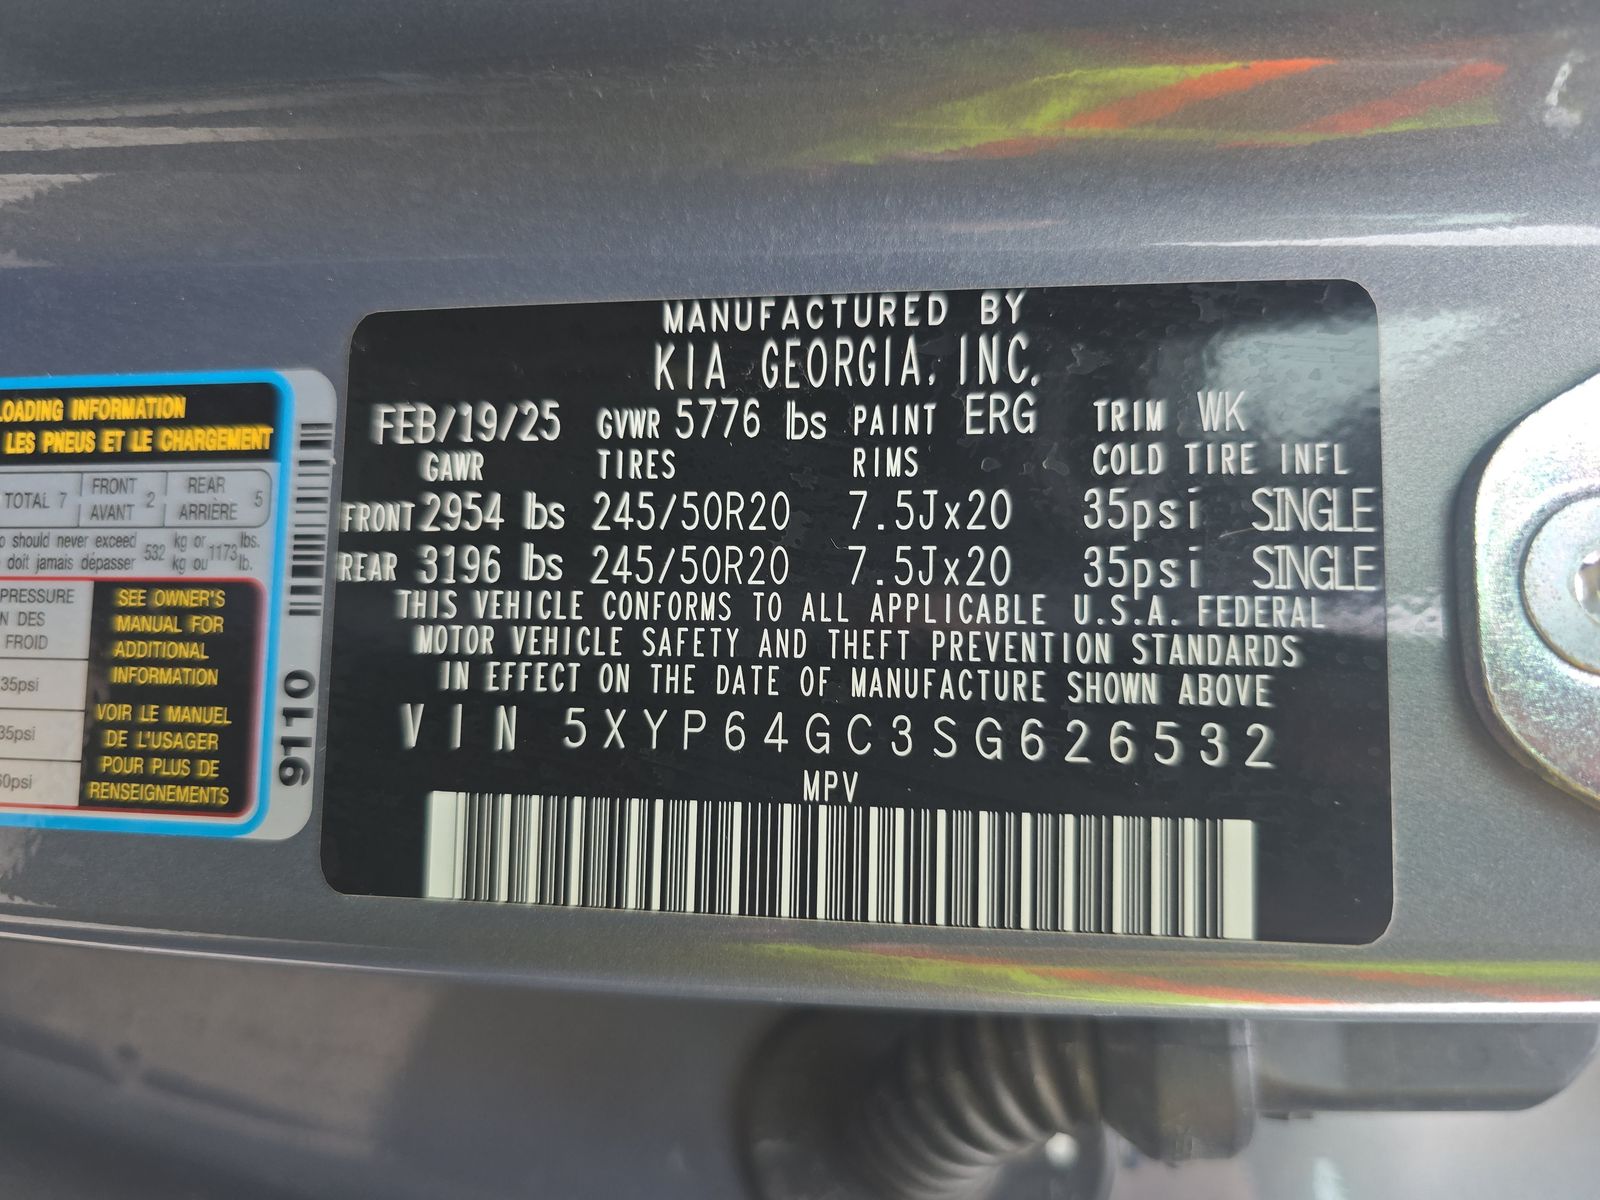 LOADING INFORMATION
LES PNEUS ET LE CHARGEMENT
TOTAL 7 FRONT AVANT 2 REAR ARRIÈRE 5
should never exceed kg or lbs.
doit jamais dépasser 532 kg ou 1173 lb.
PRESSURE
DES
FROID
35psi
35psi
60psi
SEE OWNER'S
MANUAL FOR
ADDITIONAL
INFORMATION
VOIR LE MANUEL
DE L'USAGER
POUR PLUS DE
RENSEIGNEMENTS
9110
MANUFACTURED BY
KIA GEORGIA, INC.
FEB/19/25 GVWR 5776 lbs PAINT ERG TRIM WK
GAWR TIRES RIMS COLD TIRE INFL
FRONT 2954 lbs 245/50R20 7.5Jx20 35psi SINGLE
REAR 3196 lbs 245/50R20 7.5Jx20 35psi SINGLE
THIS VEHICLE CONFORMS TO ALL APPLICABLE U.S.A. FEDERAL
MOTOR VEHICLE SAFETY AND THEFT PREVENTION STANDARDS
IN EFFECT ON THE DATE OF MANUFACTURE SHOWN ABOVE
VIN 5XYP64GC3SG626532
MPV